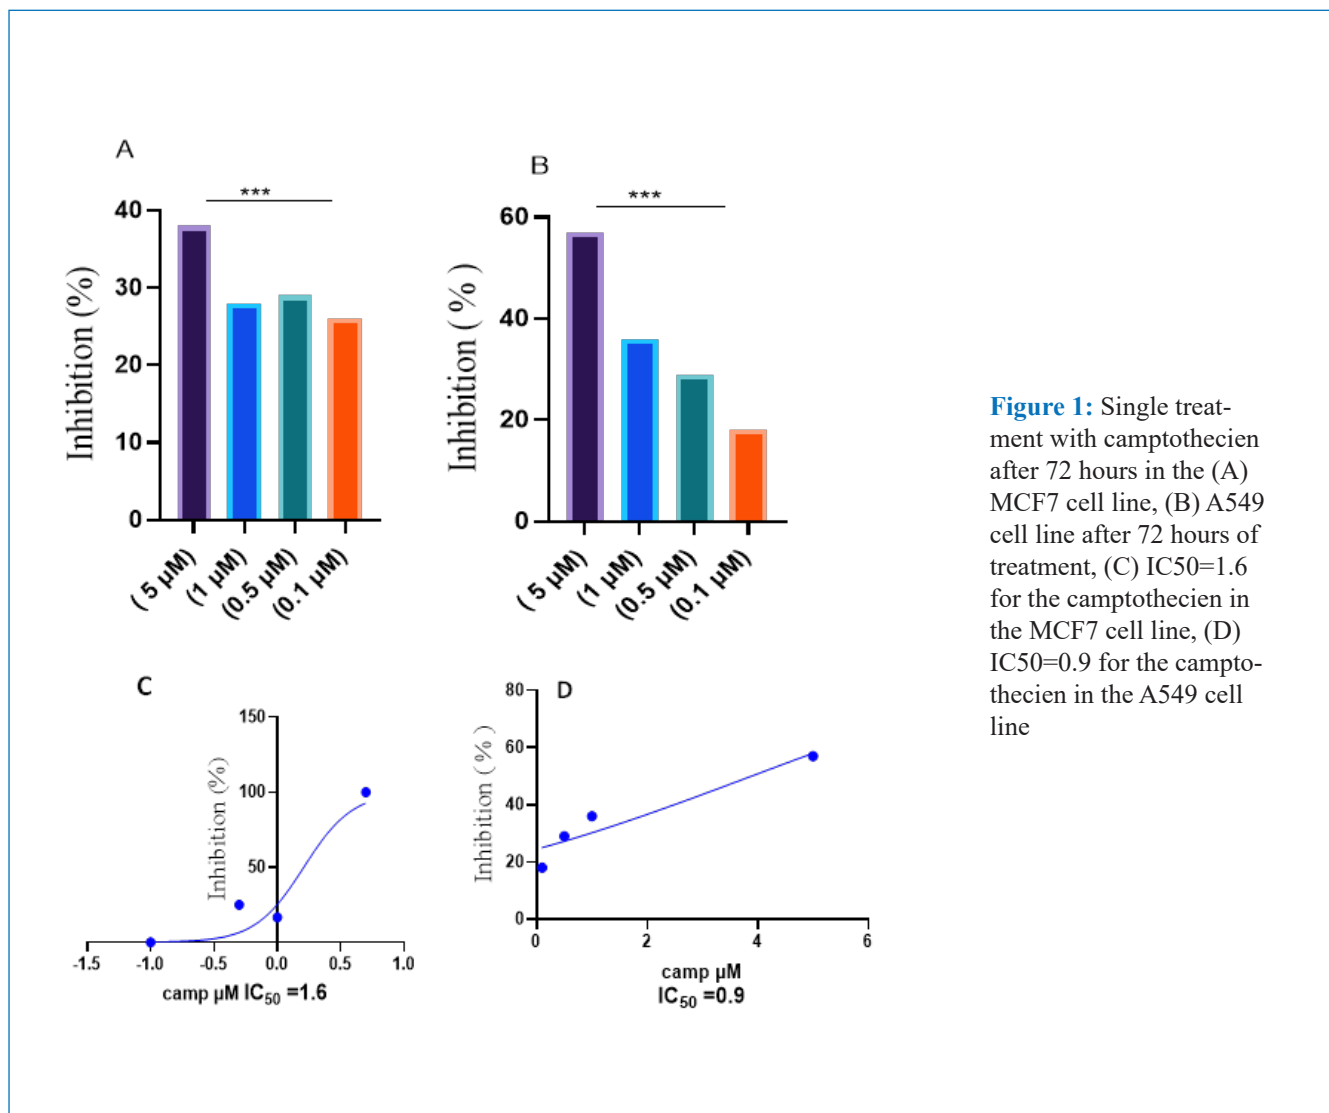 A
***
40
30
20
10
0
Inhibition (%)
( 5 µM)
(1 µM)
(0.5 µM)
(0.1 µM)
B
***
60
40
20
0
Inhibition ( % )
( 5 µM)
(1 µM)
(0.5 µM)
(0.1 µM)
C
150
100
50
Inhibition (%)
-1.5 -1.0 -0.5 0.0 0.5 1.0
camp µM IC50 =1.6
D
80
60
40
20
0
Inhibition ( % )
0 2 4 6
camp µM
IC50 =0.9
Figure 1: Single treat-
ment with camptothecien
after 72 hours in the (A)
MCF7 cell line, (B) A549
cell line after 72 hours of
treatment, (C) IC50=1.6
for the camptothecien in
the MCF7 cell line, (D)
IC50=0.9 for the campto-
thecien in the A549 cell
line